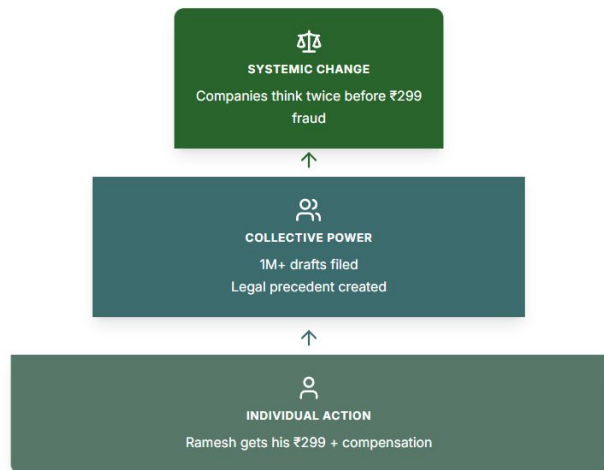 SYSTEMIC CHANGE
Companies think twice before ₹299
fraud
COLLECTIVE POWER
1M+ drafts filed
Legal precedent created
INDIVIDUAL ACTION
Ramesh gets his ₹299 + compensation